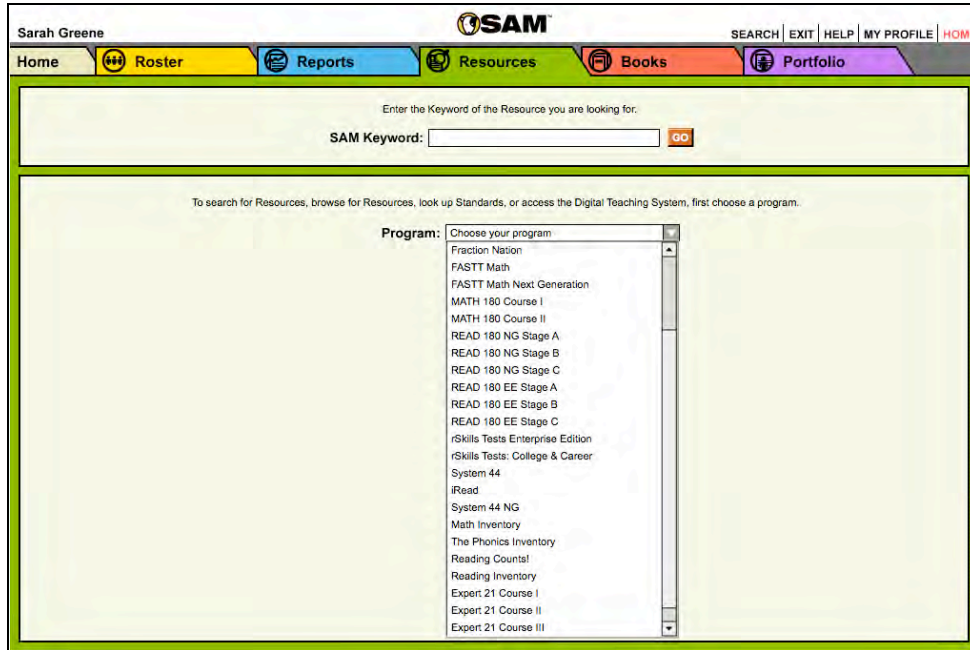 SAM
Sarah Greene
SEARCH EXIT HELP MY PROFILE HOM
Home Roster Reports Resources Books Portfolio
Enter the Keyword of the Resource you are looking for.
SAM Keyword: GO
To search for Resources, browse for Resources, look up Standards, or access the Digital Teaching System, first choose a program.
Program: Choose your program
Fraction Nation
FASTT Math
FASTT Math Next Generation
MATH 180 Course I
MATH 180 Course II
READ 180 NG Stage A
READ 180 NG Stage B
READ 180 NG Stage C
READ 180 EE Stage A
READ 180 EE Stage B
READ 180 EE Stage C
rSkills Tests Enterprise Edition
rSkills Tests: College & Career
System 44
iRead
System 44 NG
Math Inventory
The Phonics Inventory
Reading Counts!
Reading Inventory
Expert 21 Course I
Expert 21 Course II
Expert 21 Course III